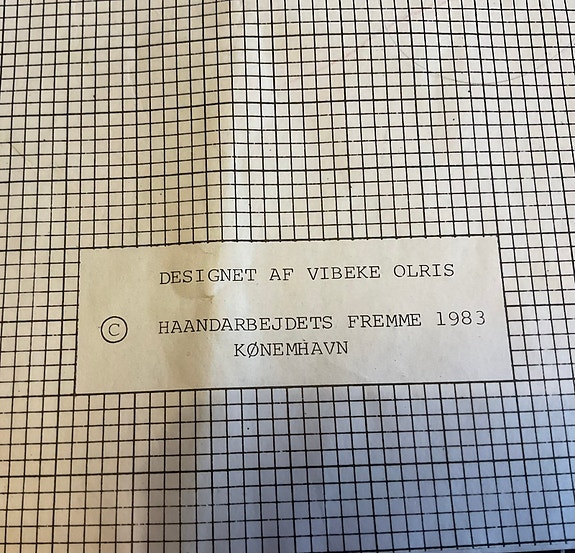 DESIGNET AF VIBEKE OLRIS
© HAANDARBEJDETS FREMME 1983
KØNEMHAVN